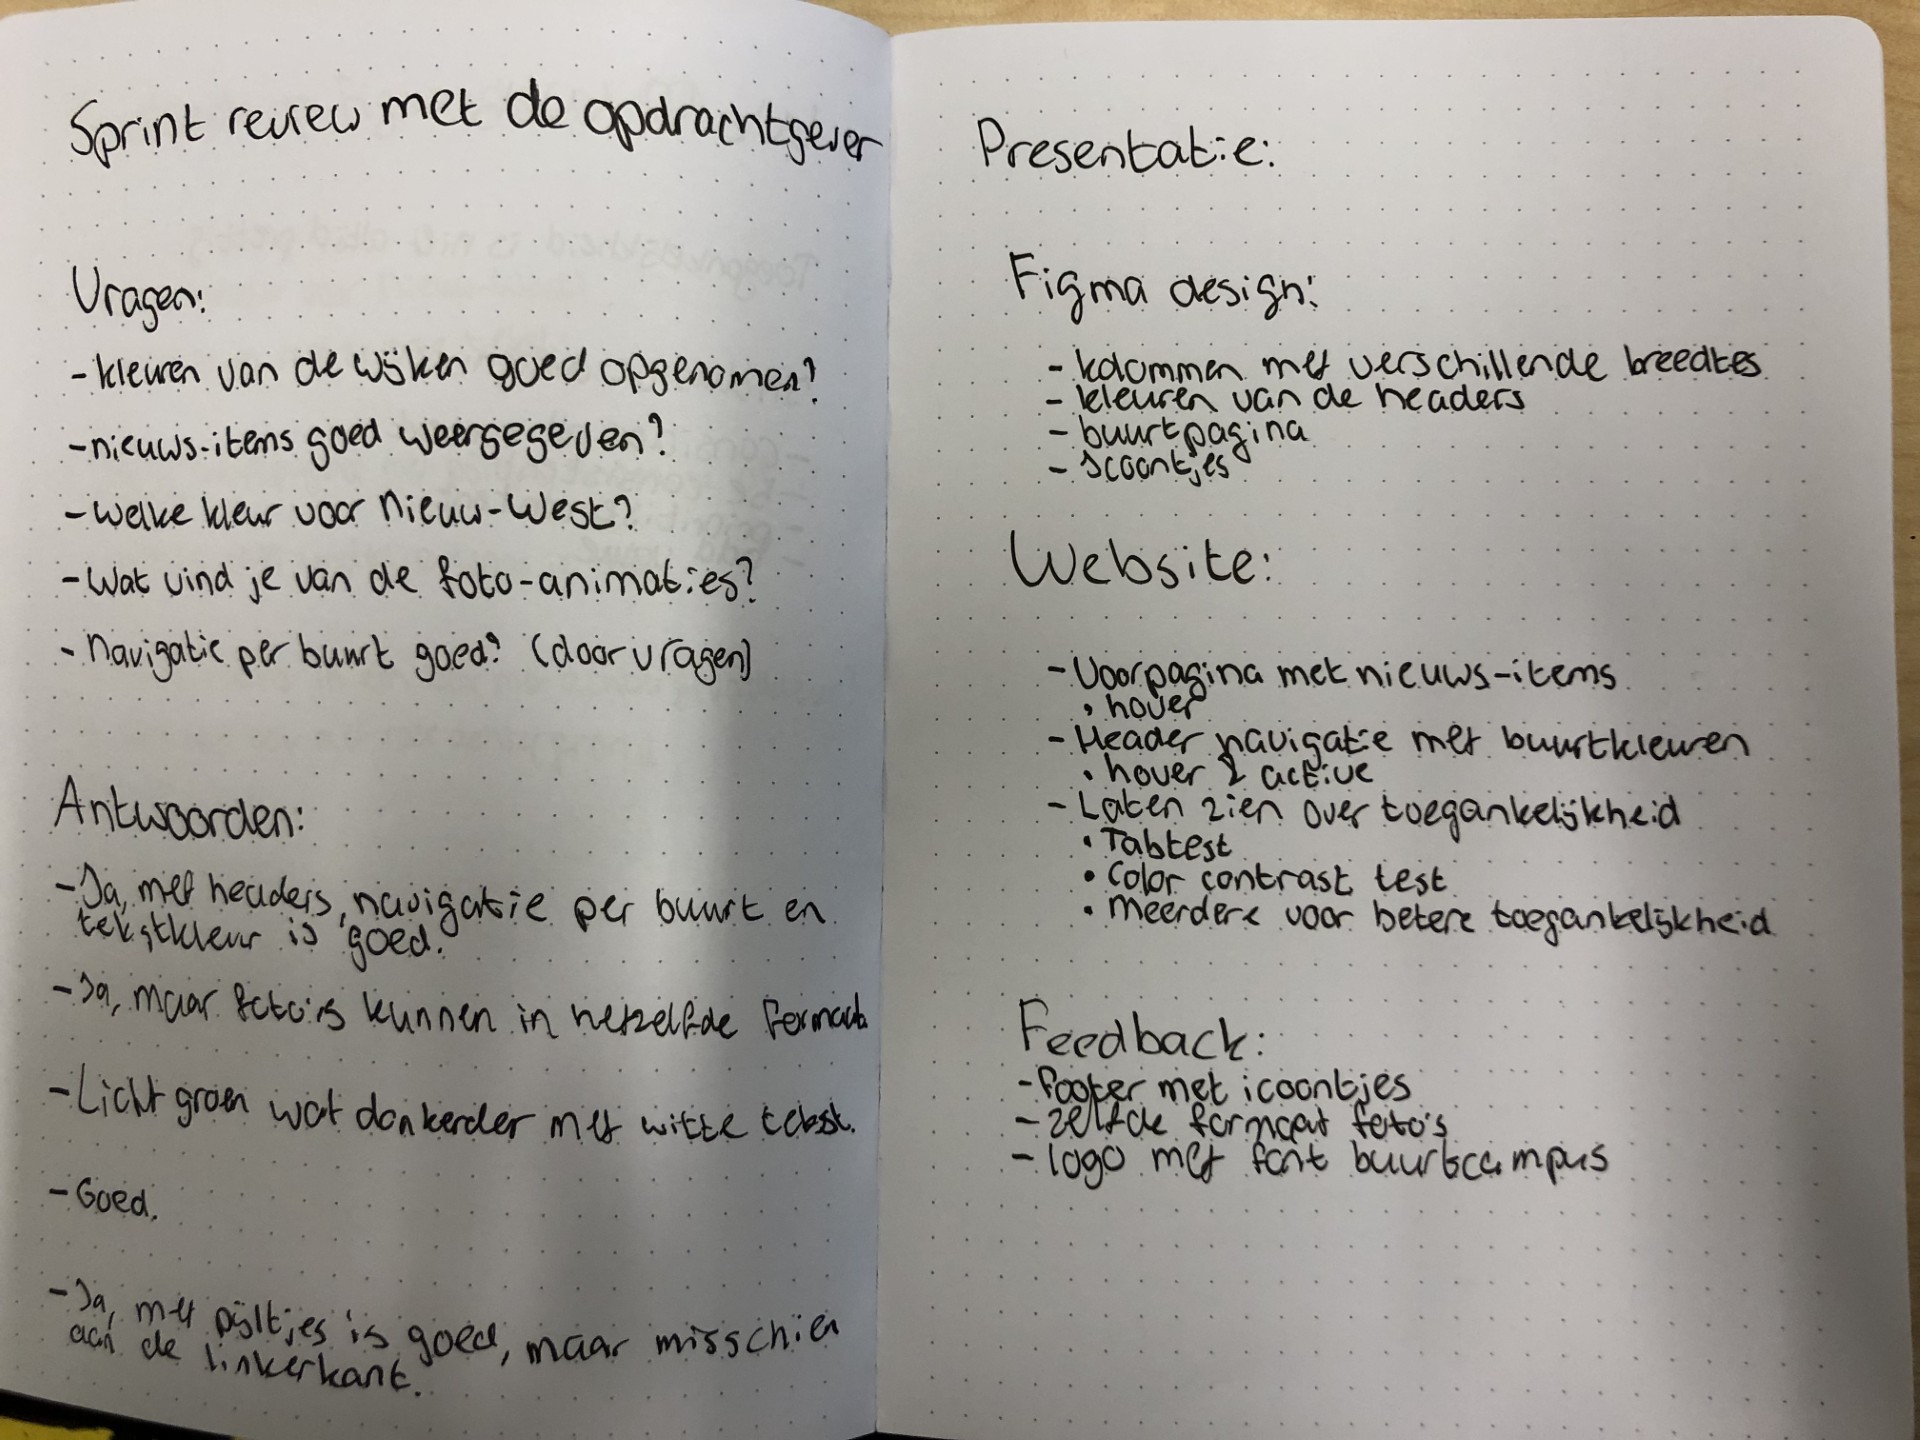 Sprint review met de opdrachtgever
Vragen:
- kleuren van de wijken goed opgenomen?
- nieuws-items goed weergegeven?
- welke kleur voor Nieuw-West?
- Wat vind je van de foto-animaties?
- Navigatie per buurt goed? (doorvragen)
Antwoorden:
- Ja, met headers, navigatie per buurt en
tekstkleur is goed.
- Ja, maar foto's kunnen in hetzelfde formaat
- Licht groen wat donkerder met witte tekst.
- Goed.
- Ja, met pijltjes is goed, maar misschien
aan de linkerkant.
Presentatie:
Figma design:
- kolommen met verschillende breedtes
- kleuren van de headers
- buurtpagina
- Icoontjes
Website:
- Voorpagina met nieuws-items
• hover
- Header navigatie met buurtkleuren
• hover & active
- Laten zien over toegankelijkheid
• Tabtest
• Color contrast test
• meerdere voor betere toegankelijkheid
Feedback:
- footer met icoontjes
- zelfde formaat foto's
- logo met font buurtcampus